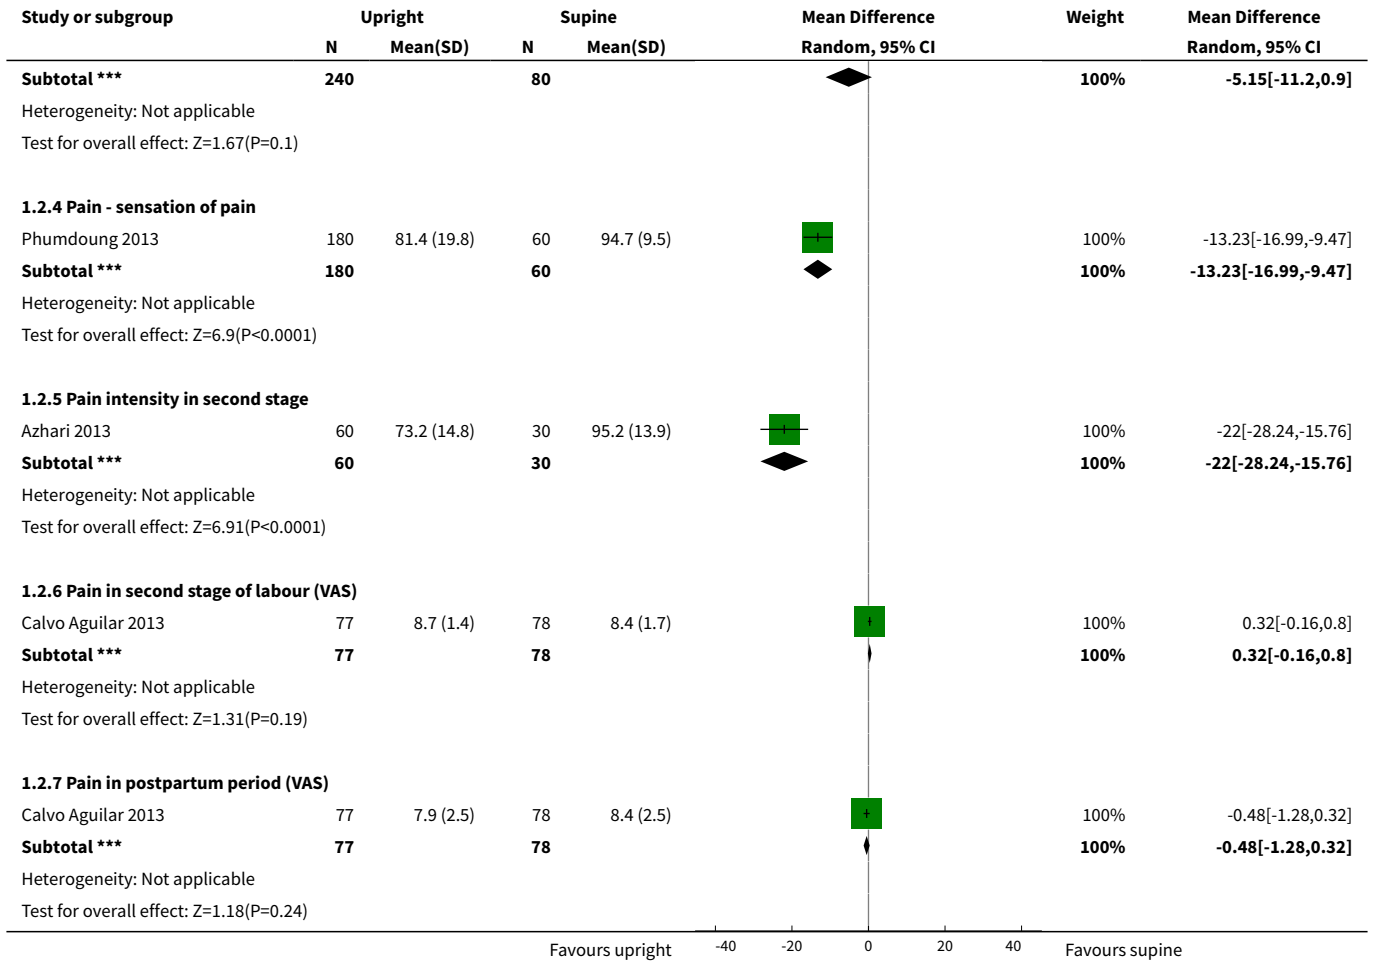 Study or subgroup Upright Supine Mean Difference Weight Mean Difference
N Mean(SD) N Mean(SD) Random, 95% CI Random, 95% CI
Subtotal *** 240 80 100% -5.15[-11.2,0.9]
Heterogeneity: Not applicable
Test for overall effect: Z=1.67(P=0.1)
1.2.4 Pain - sensation of pain
Phumdoung 2013 180 81.4 (19.8) 60 94.7 (9.5) 100% -13.23[-16.99,-9.47]
Subtotal *** 180 60 100% -13.23[-16.99,-9.47]
Heterogeneity: Not applicable
Test for overall effect: Z=6.9(P<0.0001)
1.2.5 Pain intensity in second stage
Azhari 2013 60 73.2 (14.8) 30 95.2 (13.9) 100% -22[-28.24,-15.76]
Subtotal *** 60 30 100% -22[-28.24,-15.76]
Heterogeneity: Not applicable
Test for overall effect: Z=6.91(P<0.0001)
1.2.6 Pain in second stage of labour (VAS)
Calvo Aguilar 2013 77 8.7 (1.4) 78 8.4 (1.7) 100% 0.32[-0.16,0.8]
Subtotal *** 77 78 100% 0.32[-0.16,0.8]
Heterogeneity: Not applicable
Test for overall effect: Z=1.31(P=0.19)
1.2.7 Pain in postpartum period (VAS)
Calvo Aguilar 2013 77 7.9 (2.5) 78 8.4 (2.5) 100% -0.48[-1.28,0.32]
Subtotal *** 77 78 100% -0.48[-1.28,0.32]
Heterogeneity: Not applicable
Test for overall effect: Z=1.18(P=0.24)
Favours upright -40 -20 0 20 40 Favours supine